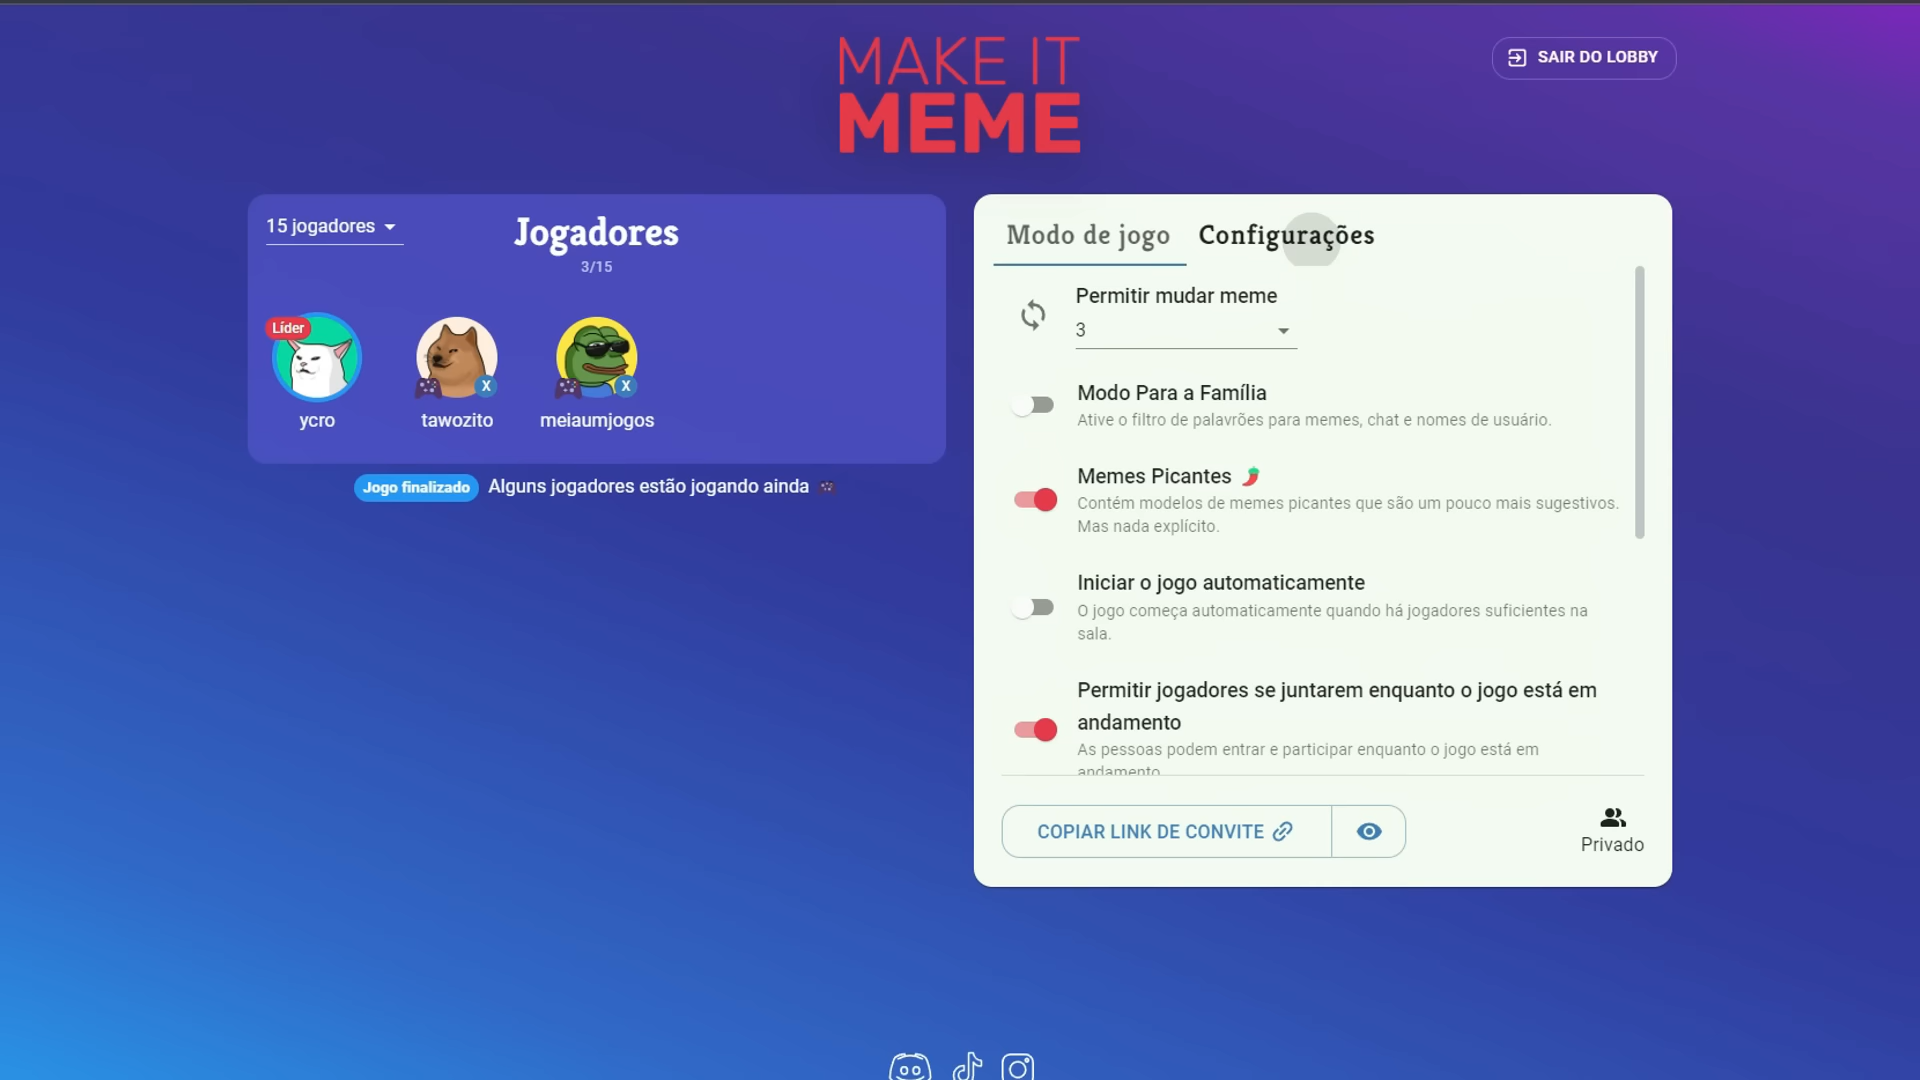 MAKE IT
MEME
SAIR DO LOBBY
15 jogadores
Jogadores
3/15
Líder
X
X
ycro
tawozito
meiaumjogos
Jogo finalizado Alguns jogadores estão jogando ainda
Modo de jogo
Configurações
Permitir mudar meme
3
Modo Para a Família
Ative o filtro de palavrões para memes, chat e nomes de usuário.
Memes Picantes
Contém modelos de memes picantes que são um pouco mais sugestivos.
Mas nada explícito.
Iniciar o jogo automaticamente
O jogo começa automaticamente quando há jogadores suficientes na
sala.
Permitir jogadores se juntarem enquanto o jogo está em
andamento
As pessoas podem entrar e participar enquanto o jogo está em
andamento.
COPIAR LINK DE CONVITE
Privado